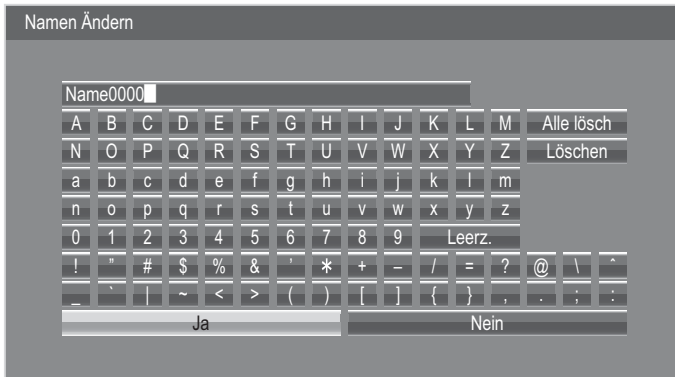 Namen Ändern
Name0000
A B C D E F G H I J K L M Alle lösch
N O P Q R S T U V W X Y Z Löschen
a b c d e f g h i j k l m
n o p q r s t u v w x y z
0 1 2 3 4 5 6 7 8 9 Leerz.
! " # $ % & ' * + – / = ? @ \ ^
_ ` | ~ < > ( ) [ ] { } , . ; :
Ja Nein